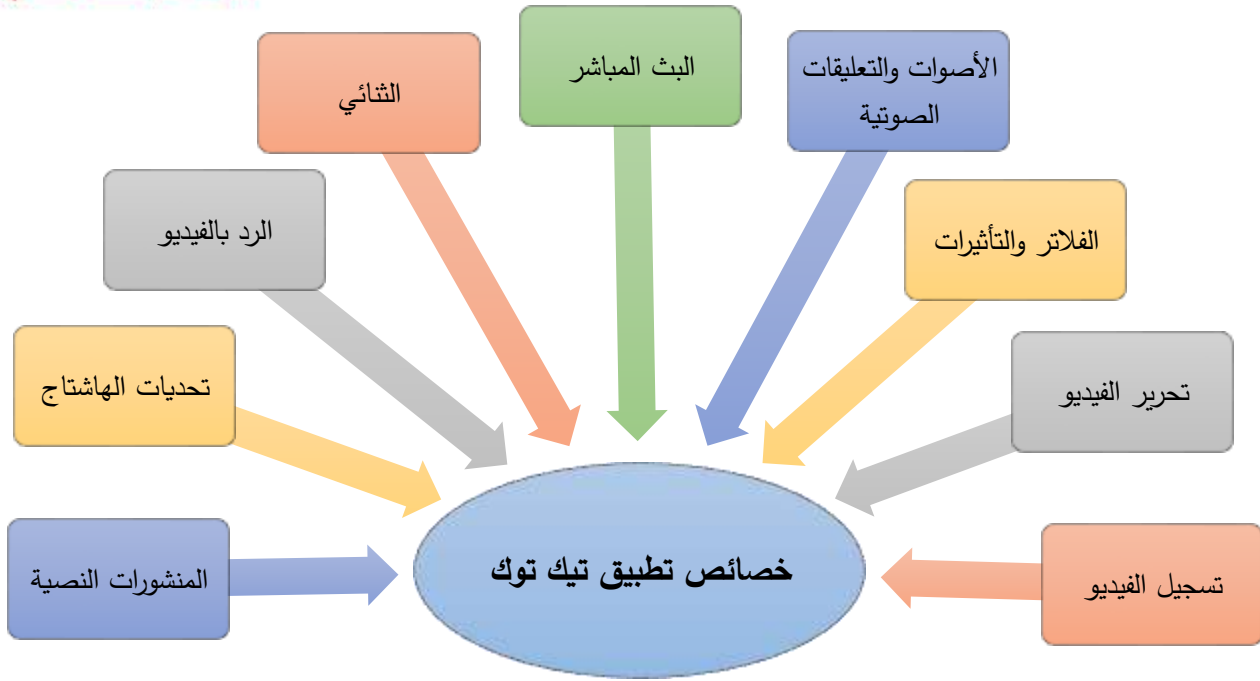 الأصوات والتعليقات
الصوتية
البث المباشر
الثنائي
الفلاتر والتأثيرات
الرد بالفيديو
تحرير الفيديو
تحديات الهاشتاج
تسجيل الفيديو
المنشورات النصية
خصائص تطبيق تيك توك